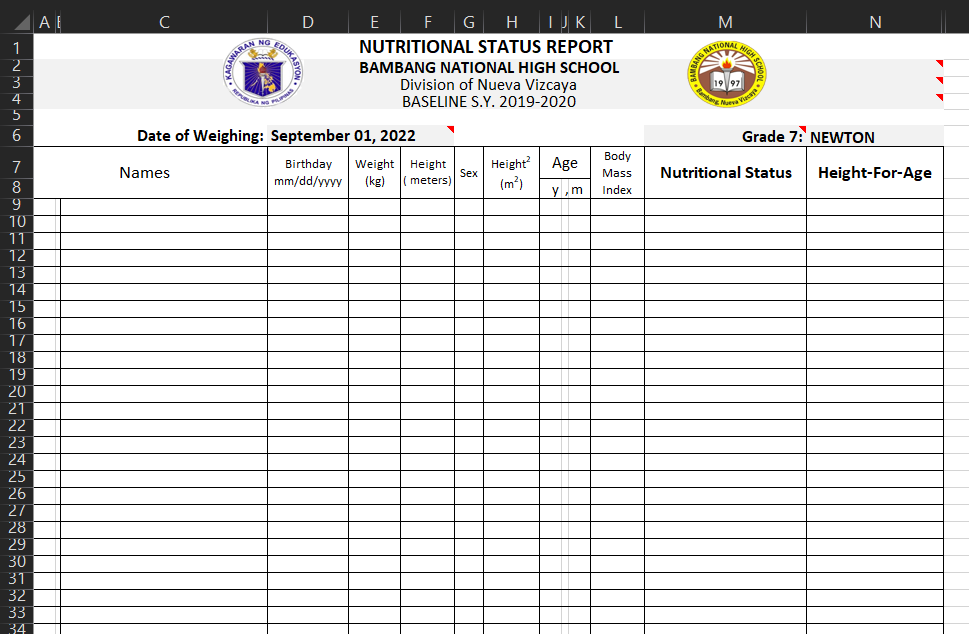 A B C D E F G H I J K L M N
1 NUTRITIONAL STATUS REPORT
2 BAMBANG NATIONAL HIGH SCHOOL
3 Division of Nueva Vizcaya
4 BASELINE S.Y. 2019-2020
KAGAWARAN NG EDUKASYON
REPUBLIKA NG PILIPINAS
BAMBANG NATIONAL HIGH SCHOOL
19 97
Bambang, Nueva Vizcaya
5
6 Date of Weighing: September 01, 2022 Grade 7: NEWTON
7 Names Birthday mm/dd/yyyy Weight (kg) Height ( meters) Sex Height² (m²) Age Body Mass Index Nutritional Status Height-For-Age
8 y , m
9
10
11
12
13
14
15
16
17
18
19
20
21
22
23
24
25
26
27
28
29
30
31
32
33
34